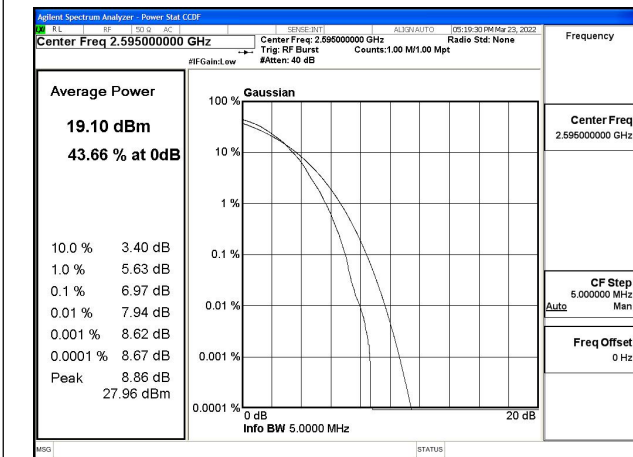 Agilent Spectrum Analyzer - Power Stat CCDF
RL RF 50 Ω AC SENSE:INT ALIGN AUTO 05:19:30 PM Mar 23, 2022
Center Freq 2.595000000 GHz
Center Freq: 2.595000000 GHz Radio Std: None
Trig: RF Burst Counts:1.00 M/1.00 Mpt
#IFGain:Low #Atten: 40 dB
Frequency
Center Freq
2.595000000 GHz
CF Step
5.000000 MHz
Auto Man
Freq Offset
0 Hz
Average Power
19.10 dBm
43.66 % at 0dB
10.0 % 3.40 dB
1.0 % 5.63 dB
0.1 % 6.97 dB
0.01 % 7.94 dB
0.001 % 8.62 dB
0.0001 % 8.67 dB
Peak 8.86 dB
27.96 dBm
Gaussian
100 %
10 %
1 %
0.1 %
0.01 %
0.001 %
0.0001 %
0 dB 20 dB
Info BW 5.0000 MHz
MSG STATUS